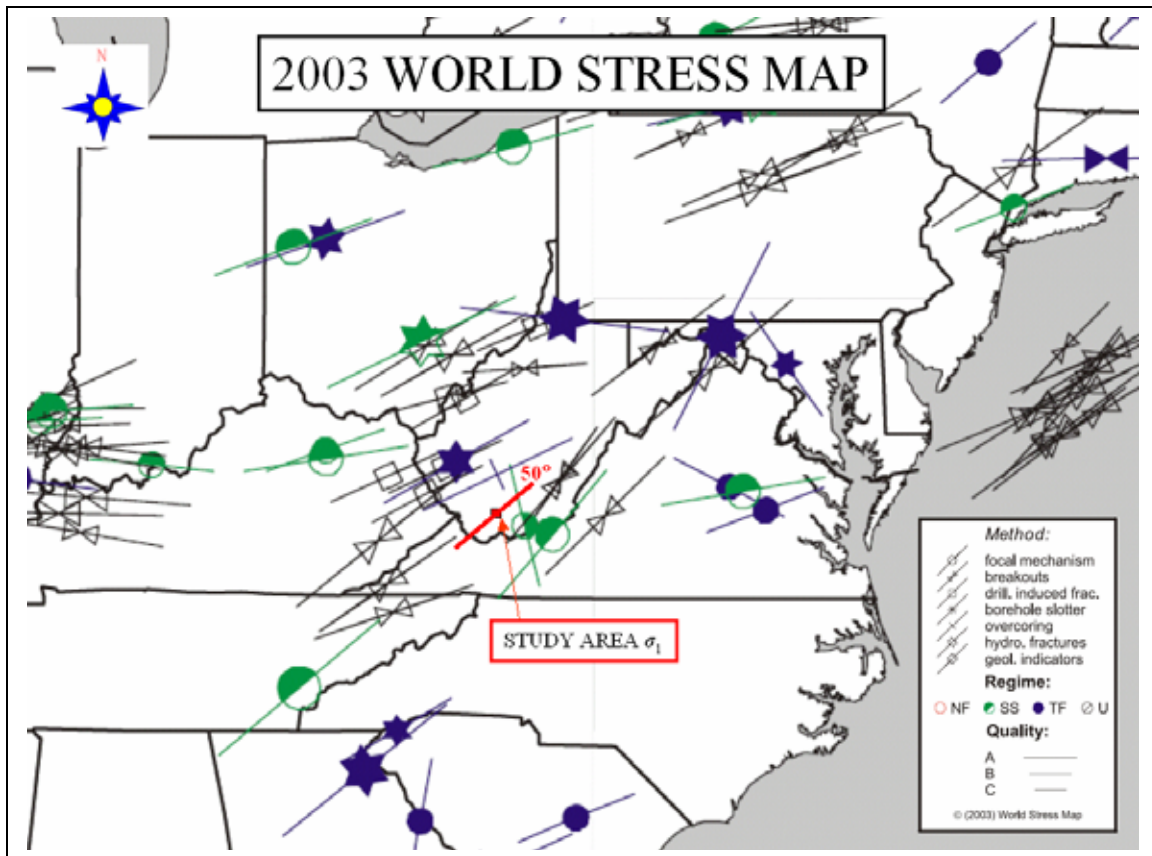 N
2003 WORLD STRESS MAP
50°
STUDY AREA σ1
Method:
focal mechanism
breakouts
drill. induced frac.
borehole slotter
overcoring
hydro. fractures
geol. indicators
Regime:
NF SS TF U
Quality:
A
B
C
© (2003) World Stress Map